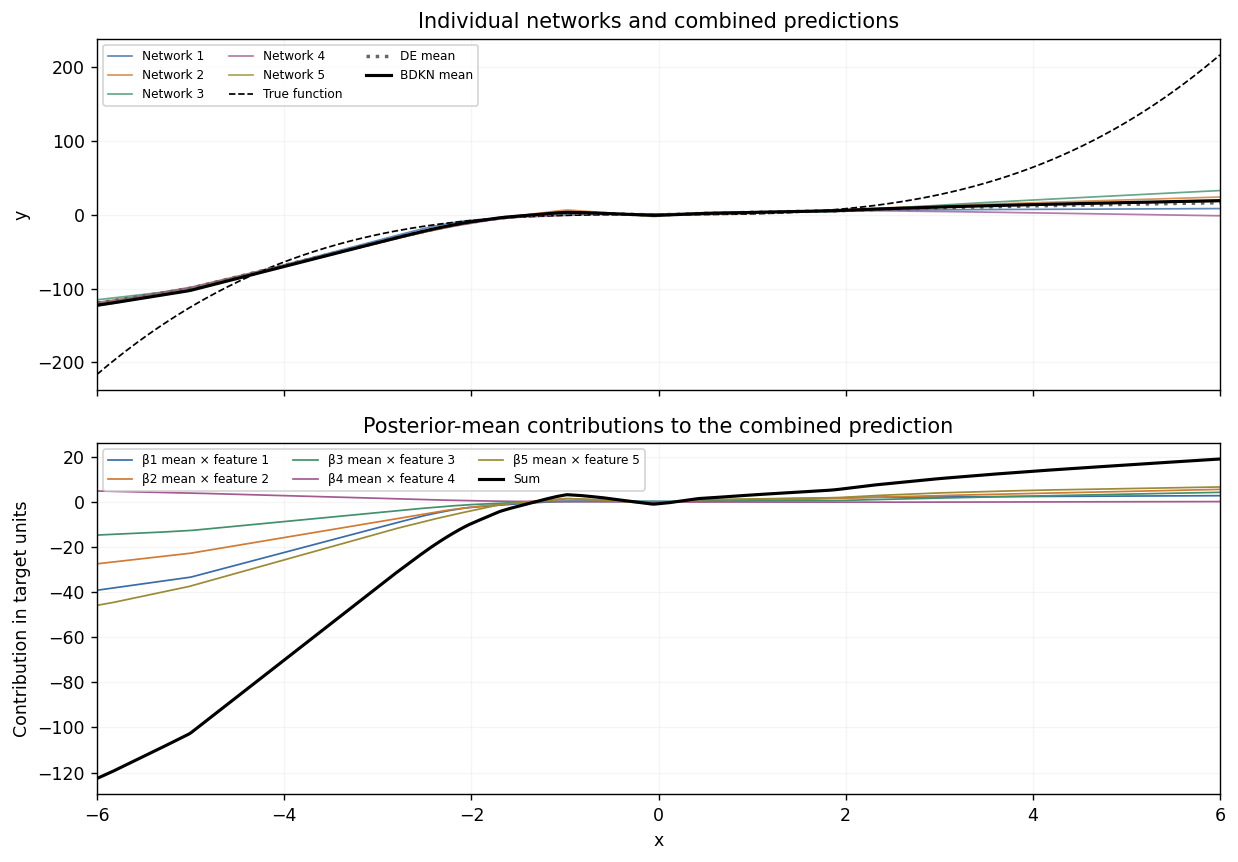 Individual networks and combined predictions
Network 1 Network 4 DE mean
Network 2 Network 5 BDKN mean
Network 3 True function
200
100
0
−100
−200
y
Posterior-mean contributions to the combined prediction
β1 mean × feature 1 β3 mean × feature 3 β5 mean × feature 5
β2 mean × feature 2 β4 mean × feature 4 Sum
20
0
−20
−40
−60
−80
−100
−120
Contribution in target units
−6 −4 −2 0 2 4 6
x